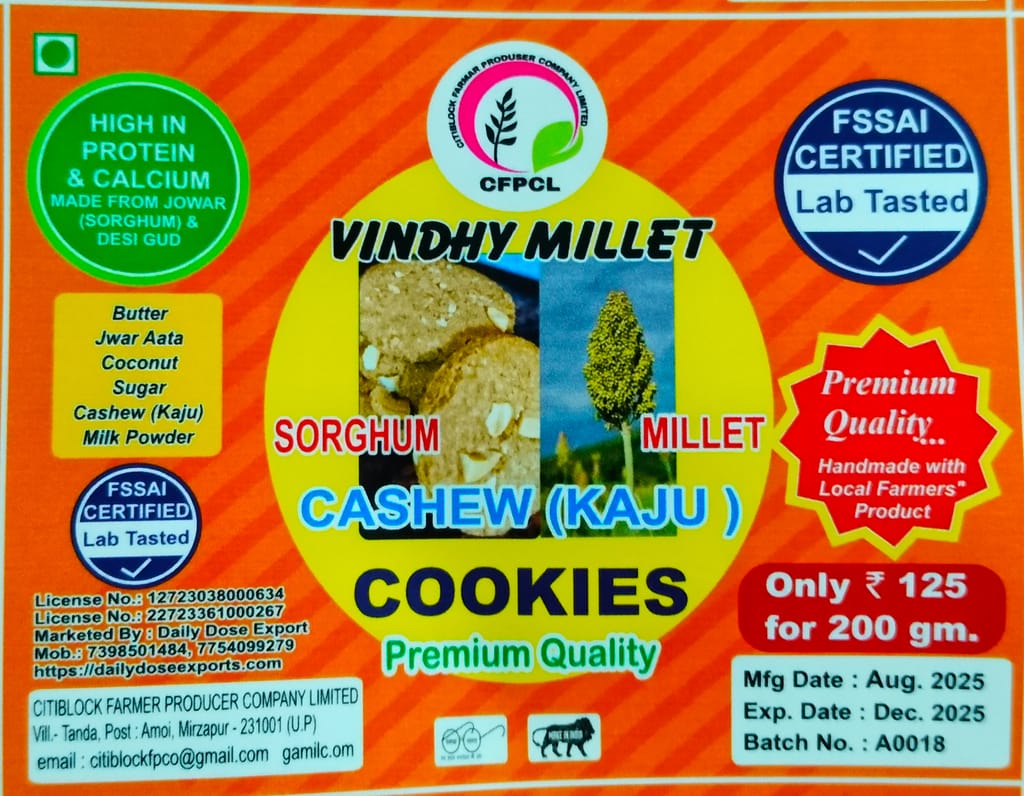 CITIBLOCK FARMAR PRODUSER COMPANY LIMITED
CFPCL
HIGH IN
PROTEIN
& CALCIUM
MADE FROM JOWAR
(SORGHUM) &
DESI GUD
FSSAI
CERTIFIED
Lab Tasted
VINDHY MILLET
Butter
Jwar Aata
Coconut
Sugar
Cashew (Kaju)
Milk Powder
SORGHUM MILLET
CASHEW (KAJU )
COOKIES
Premium Quality
Premium
Quality...
Handmade with
Local Farmers"
Product
FSSAI
CERTIFIED
Lab Tasted
License No.: 12723038000634
License No.: 22723361000267
Marketed By : Daily Dose Export
Mob.: 7398501484, 7754099279
https://dailydoseexports.com
Only ₹ 125
for 200 gm.
CITIBLOCK FARMER PRODUCER COMPANY LIMITED
Vill.- Tanda, Post : Amoi, Mirzapur - 231001 (U.P)
email : citiblockfpco@gmail.com gamilc.om
MAKE IN INDIA
Mfg Date : Aug. 2025
Exp. Date : Dec. 2025
Batch No. : A0018